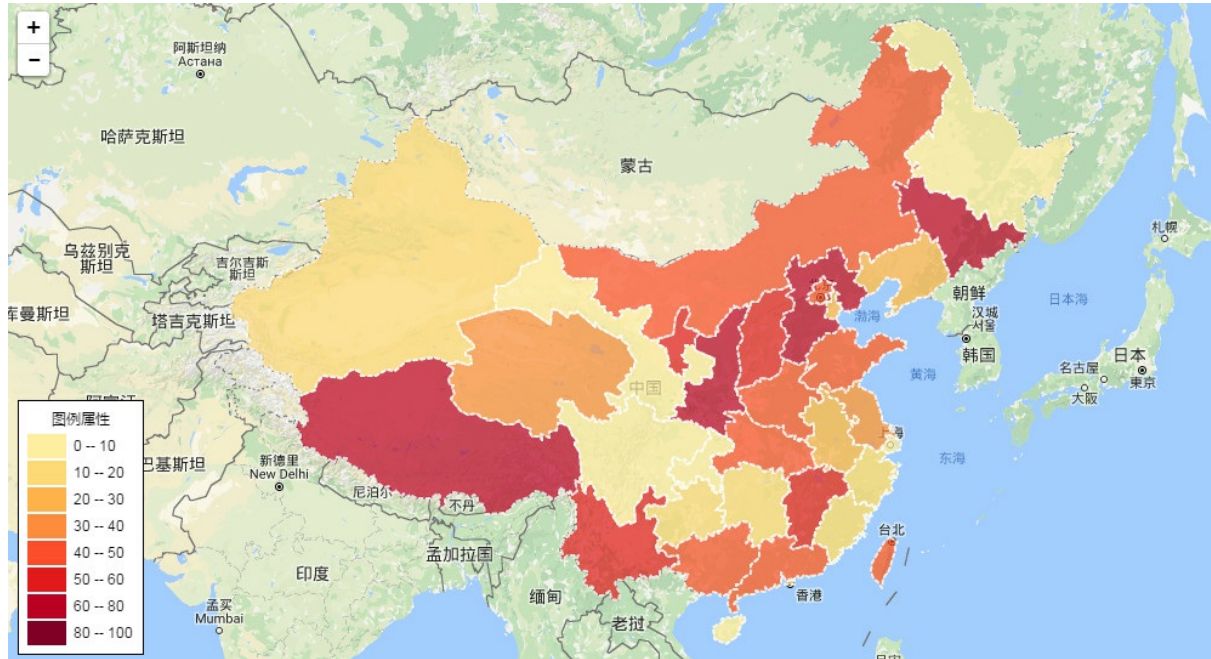 +
阿斯坦纳
Астана
−
哈萨克斯坦
蒙古
乌兹别克
斯坦
吉尔吉斯
斯坦
札幌
库曼斯坦
塔吉克斯坦
朝鲜
日本海
渤海
汉城
서울
韩国
名古屋
日本
東京
大阪
黄海
中国
上海
东海
图例属性
0 -- 10
10 -- 20
20 -- 30
30 -- 40
40 -- 50
50 -- 60
60 -- 80
80 -- 100
巴基斯坦
新德里
New Delhi
尼泊尔
不丹
孟加拉国
印度
缅甸
老挝
孟买
Mumbai
台北
香港